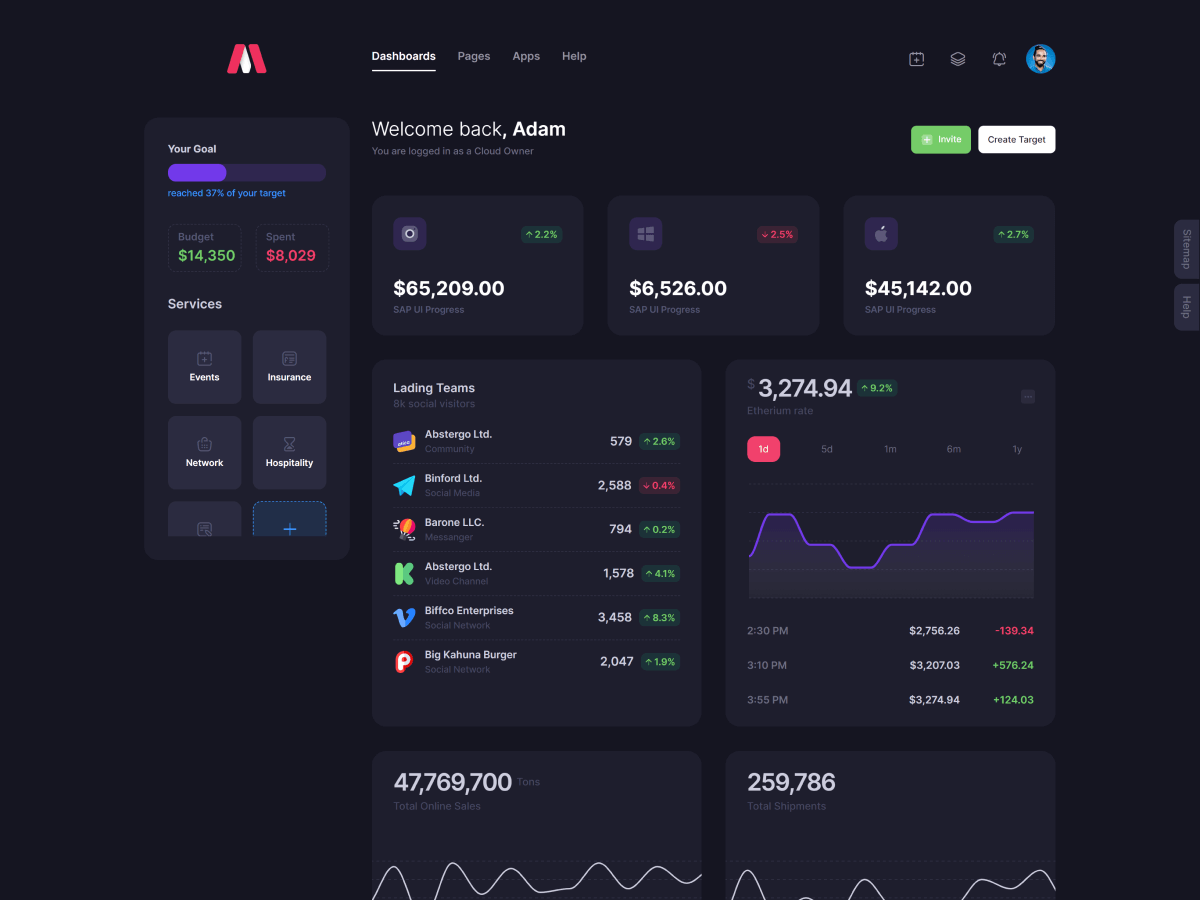 Dashboards Pages Apps Help
Your Goal
reached 37% of your target
Budget
$14,350
Spent
$8,029
Services
Events
Insurance
Network
Hospitality
Welcome back, Adam
You are logged in as a Cloud Owner
Invite
Create Target
2.2%
$65,209.00
SAP UI Progress
2.5%
$6,526.00
SAP UI Progress
2.7%
$45,142.00
SAP UI Progress
Lading Teams
8k social visitors
Abstergo Ltd.
Community
579 2.6%
Binford Ltd.
Social Media
2,588 0.4%
Barone LLC.
Messanger
794 0.2%
Abstergo Ltd.
Video Channel
1,578 4.1%
Biffco Enterprises
Social Network
3,458 8.3%
Big Kahuna Burger
Social Network
2,047 1.9%
$ 3,274.94 9.2%
Etherium rate
1d 5d 1m 6m 1y
2:30 PM $2,756.26 -139.34
3:10 PM $3,207.03 +576.24
3:55 PM $3,274.94 +124.03
47,769,700 Tons
Total Online Sales
259,786
Total Shipments
Sitemap
Help